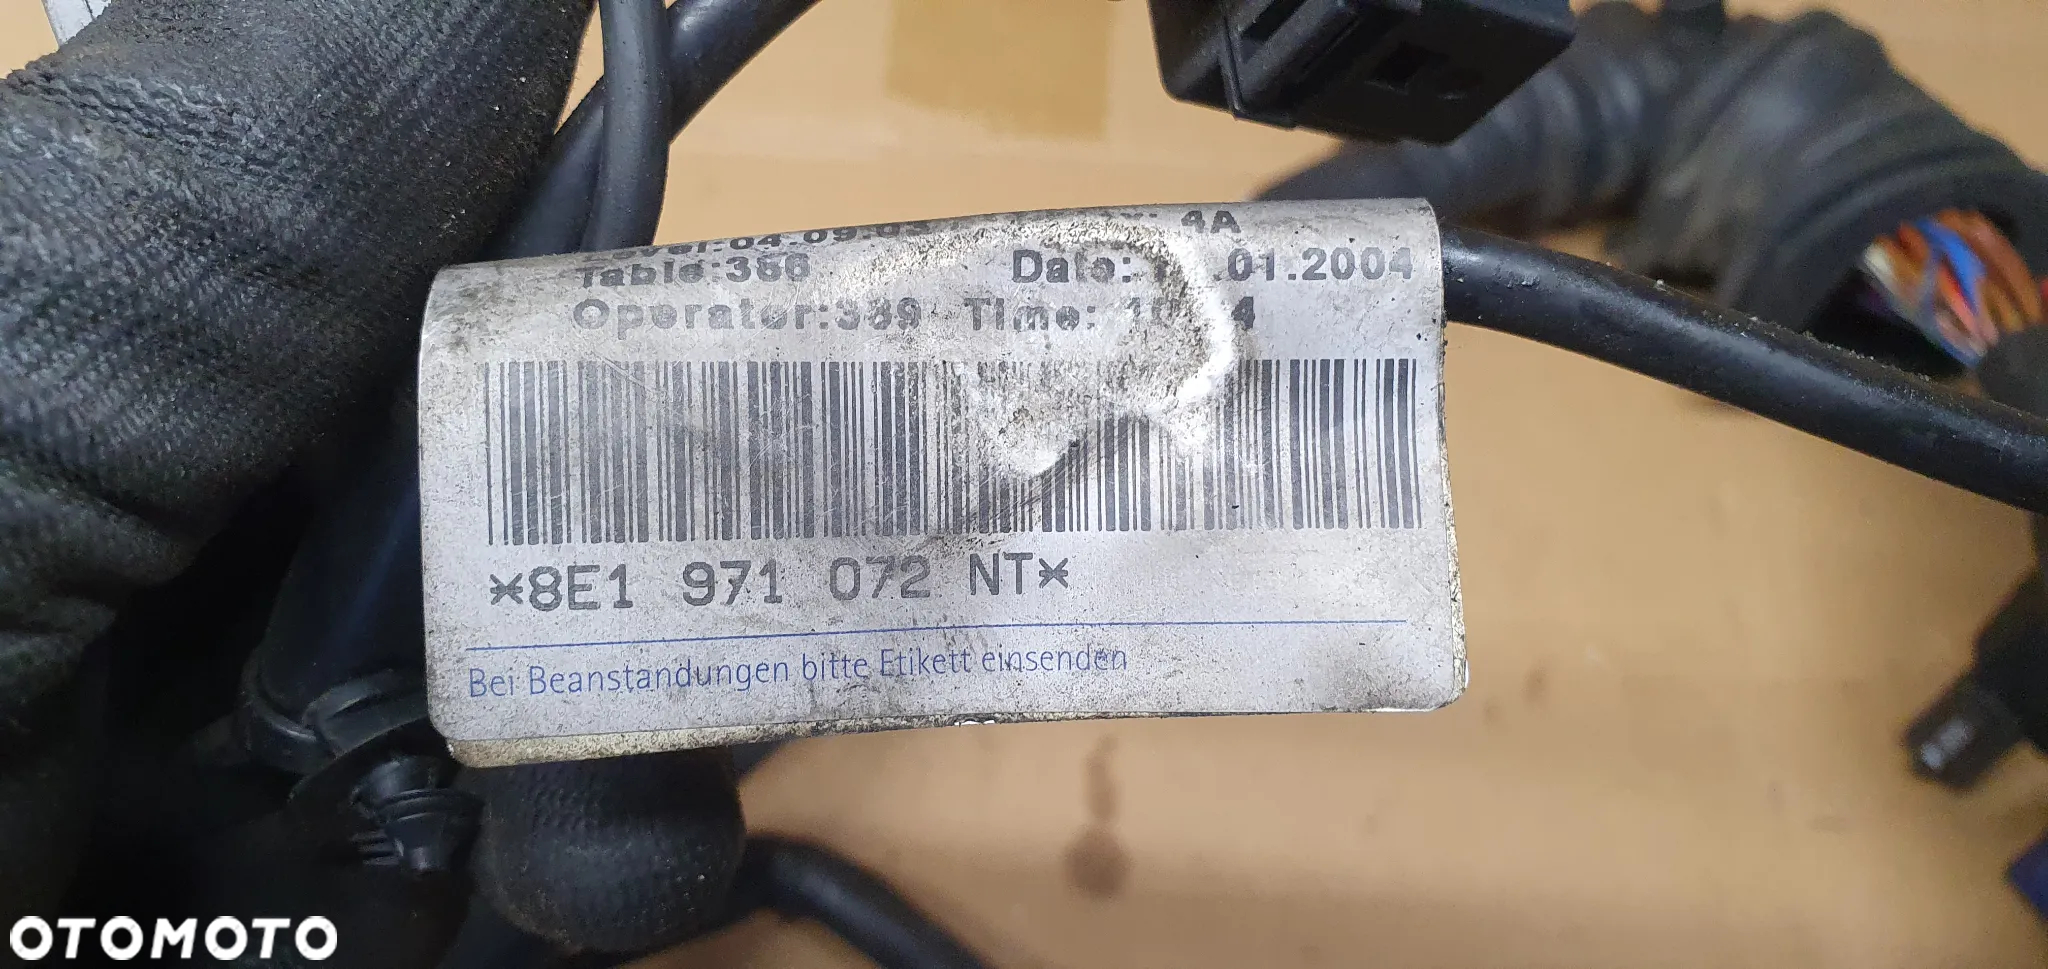 4A
Table:386 Date: .01.2004
Operator:389 Time: 4
*8E1 971 072 NT*
Bei Beanstandungen bitte Etikett einsenden
OTOMOTO